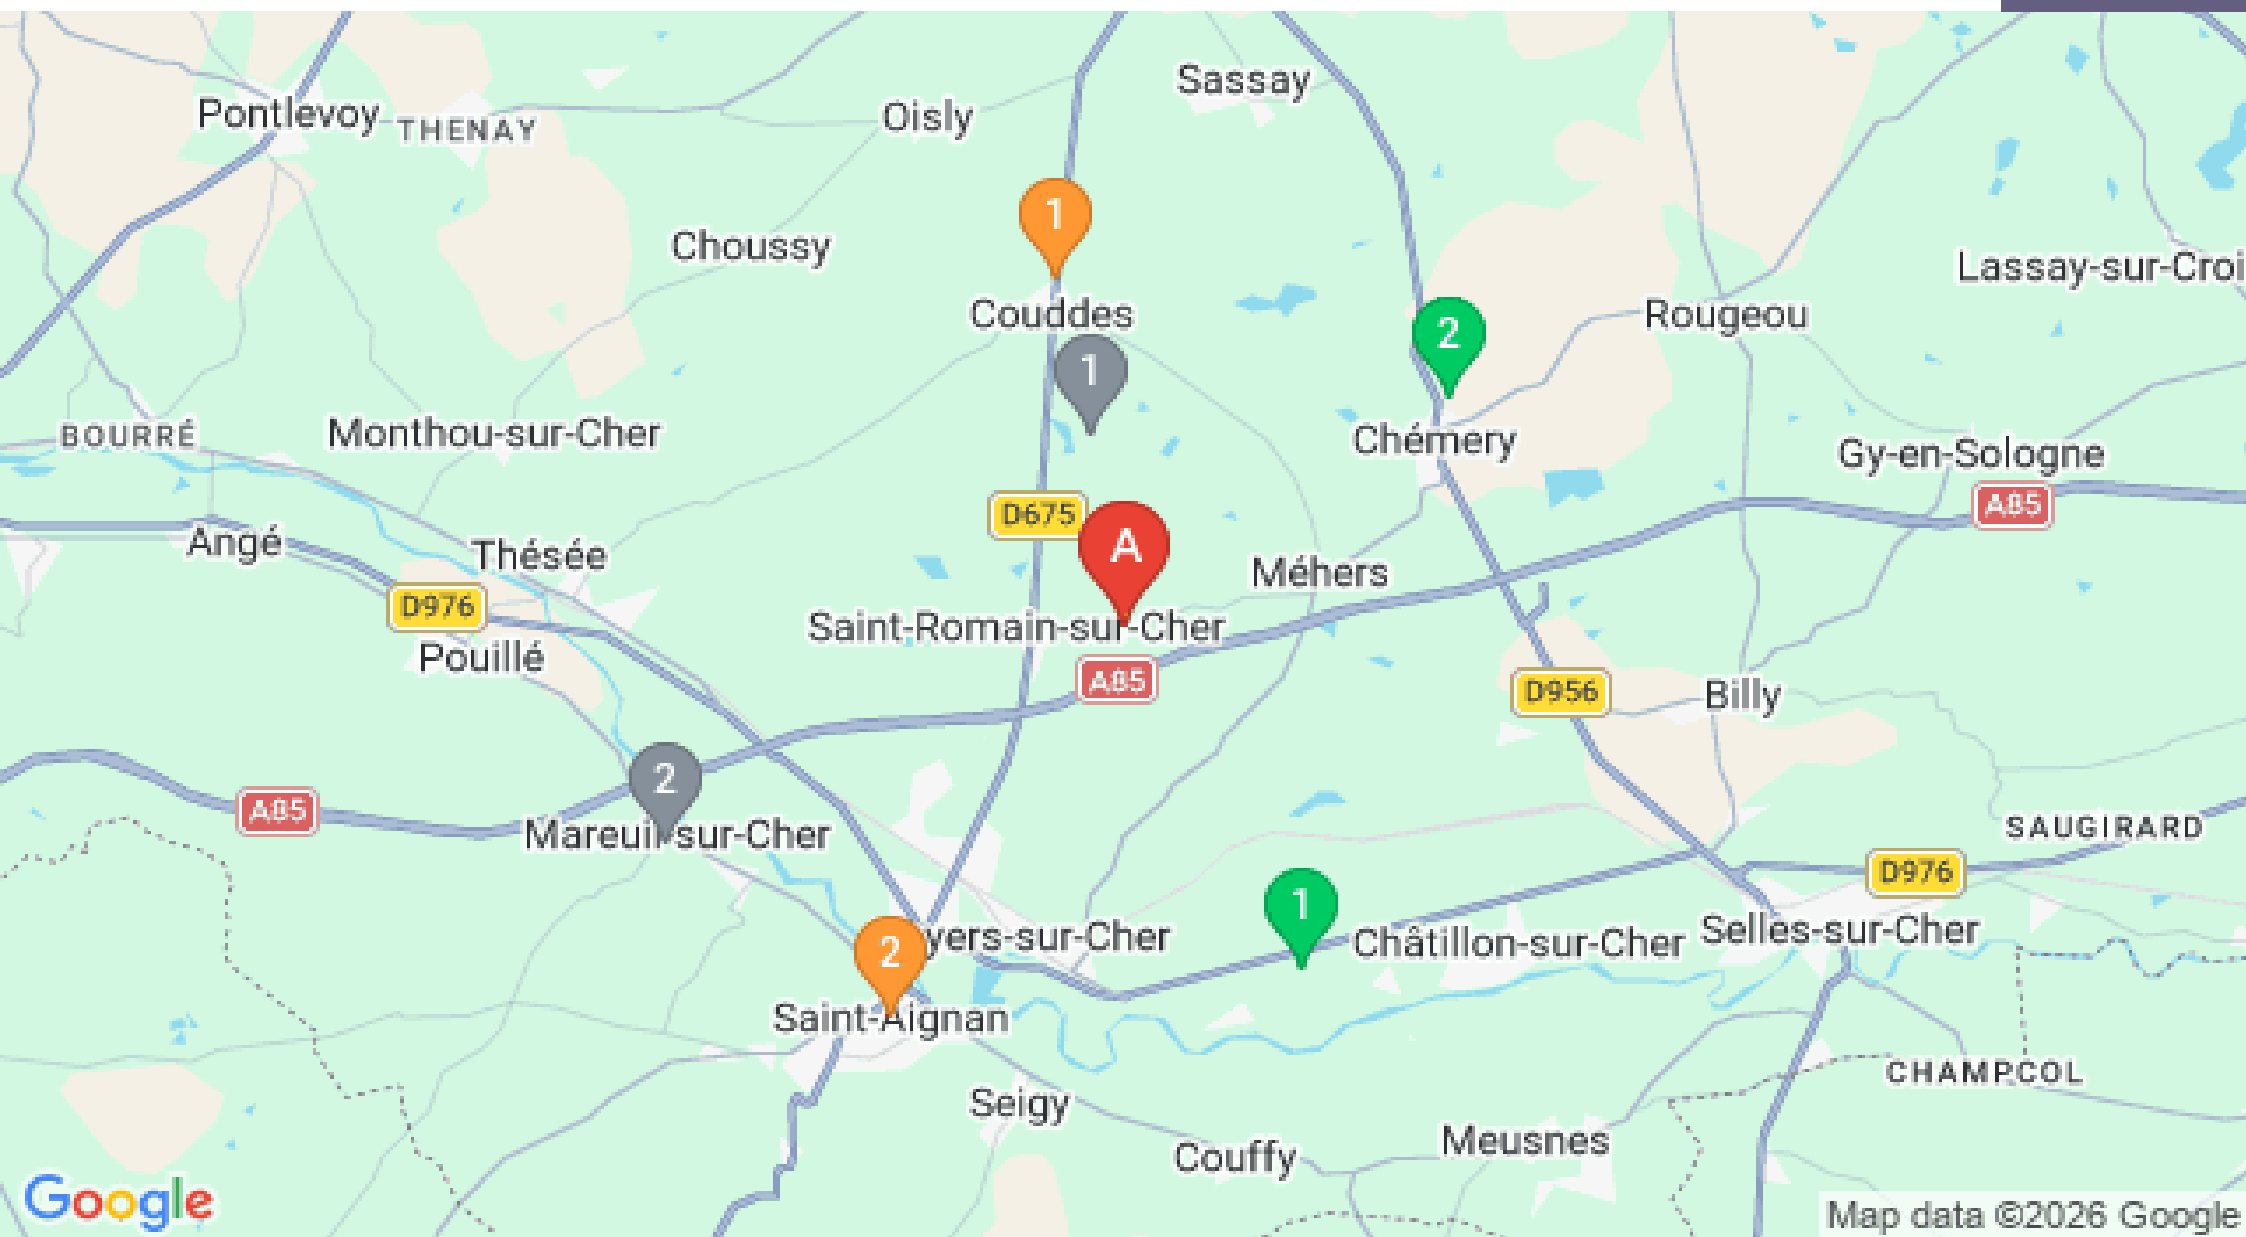 Sassay
Pontlevoy
THENAY
Oisly
1
Choussy
Lassay-sur-Croi
Couddes
2
Rougeou
1
BOURRÉ
Monthou-sur-Cher
Chémery
Gy-en-Sologne
A85
D675
A
Angé
Thésée
Méhers
D976
Saint-Romain-sur-Cher
Pouillé
A85
D956
Billy
2
A85
Mareuil-sur-Cher
SAUGIRARD
D976
1
2
yers-sur-Cher
Châtillon-sur-Cher
Selles-sur-Cher
Saint-Aignan
CHAMPCOL
Seigy
Meusnes
Couffy
Google
Map data ©2026 Google